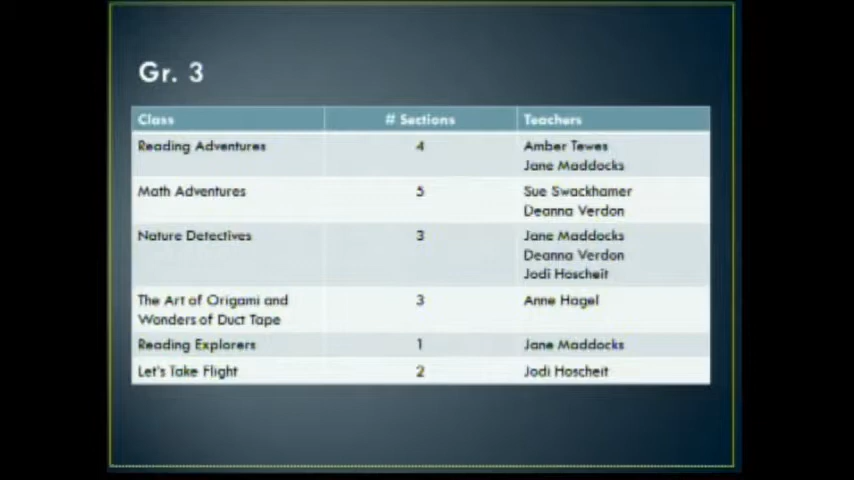 Gr. 3
Class # Sections Teachers
Reading Adventures 4 Amber Tewes
Jane Maddocks
Math Adventures 5 Sue Swackhamer
Deanna Verdon
Nature Detectives 3 Jane Maddocks
Deanna Verdon
Jodi Hoscheit
The Art of Origami and 3 Anne Hagel
Wonders of Duct Tape
Reading Explorers 1 Jane Maddocks
Let's Take Flight 2 Jodi Hoscheit